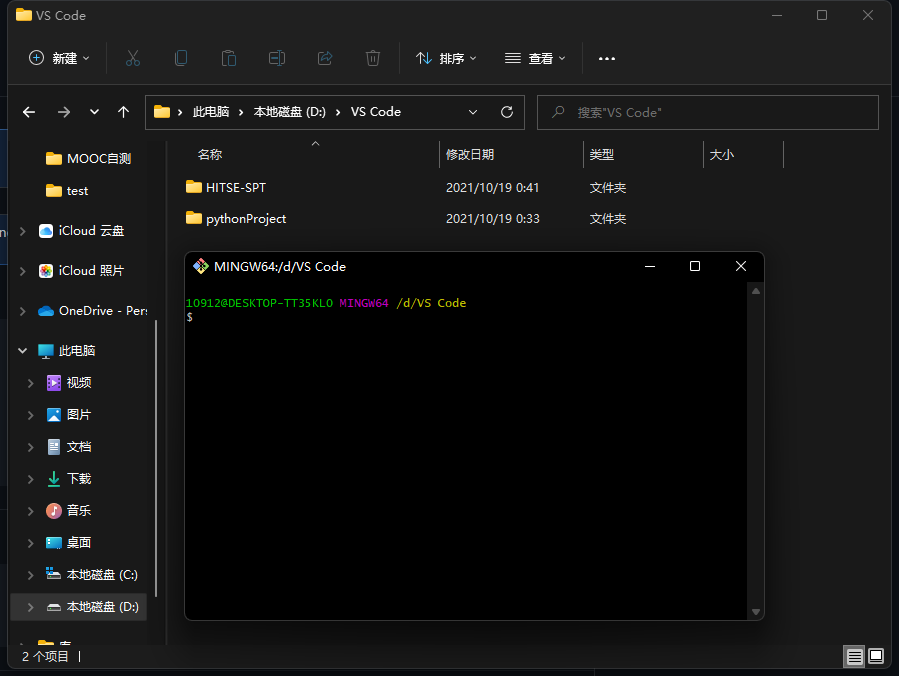 VS Code
新建
排序
查看
此电脑
本地磁盘 (D:)
VS Code
搜索"VS Code"
MOOC自测
test
iCloud 云盘
iCloud 照片
OneDrive - Pers
此电脑
视频
图片
文档
下载
音乐
桌面
本地磁盘 (C:)
本地磁盘 (D:)
名称 修改日期 类型 大小
HITSE-SPT 2021/10/19 0:41 文件夹
pythonProject 2021/10/19 0:33 文件夹
MINGW64:/d/VS Code
10912@DESKTOP-TT35KL0 MINGW64 /d/VS Code
$
2 个项目